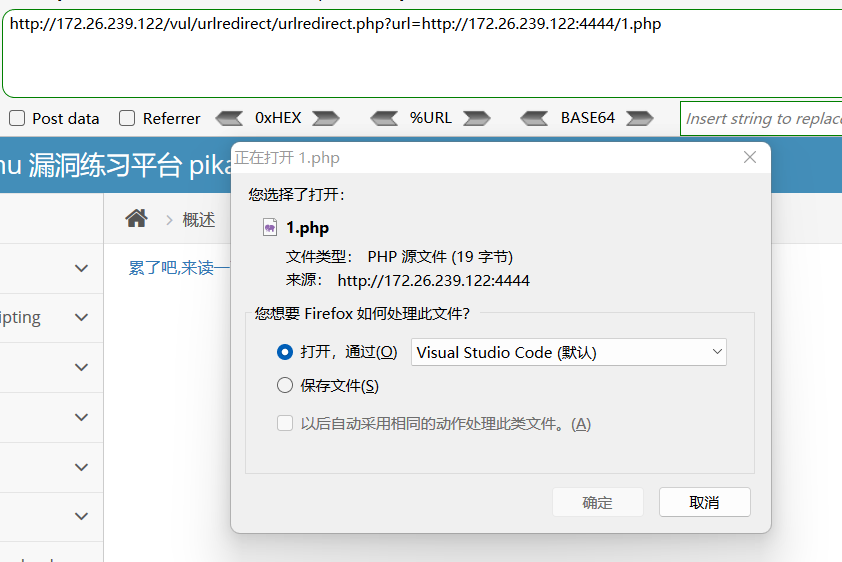 http://172.26.239.122/vul/urlredirect/urlredirect.php?url=http://172.26.239.122:4444/1.php
Post data Referrer 0xHEX %URL BASE64 Insert string to replace
nu 漏洞练习平台 pika
正在打开 1.php
您选择了打开：
1.php
文件类型： PHP 源文件 (19 字节)
来源： http://172.26.239.122:4444
概述
累了吧,来读一
ipting
您想要 Firefox 如何处理此文件？
打开，通过(O) Visual Studio Code (默认)
保存文件(S)
以后自动采用相同的动作处理此类文件。(A)
确定 取消